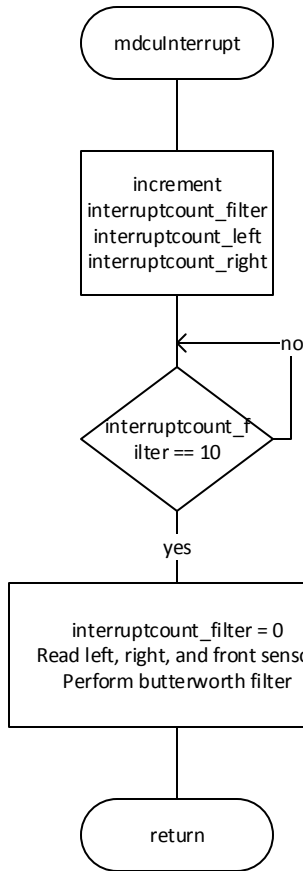 mdcuInterrupt
increment
interruptcount_filter
interruptcount_left
interruptcount_right
no
interruptcount_f
ilter == 10
yes
interruptcount_filter = 0
Read left, right, and front senso
Perform butterworth filter
return